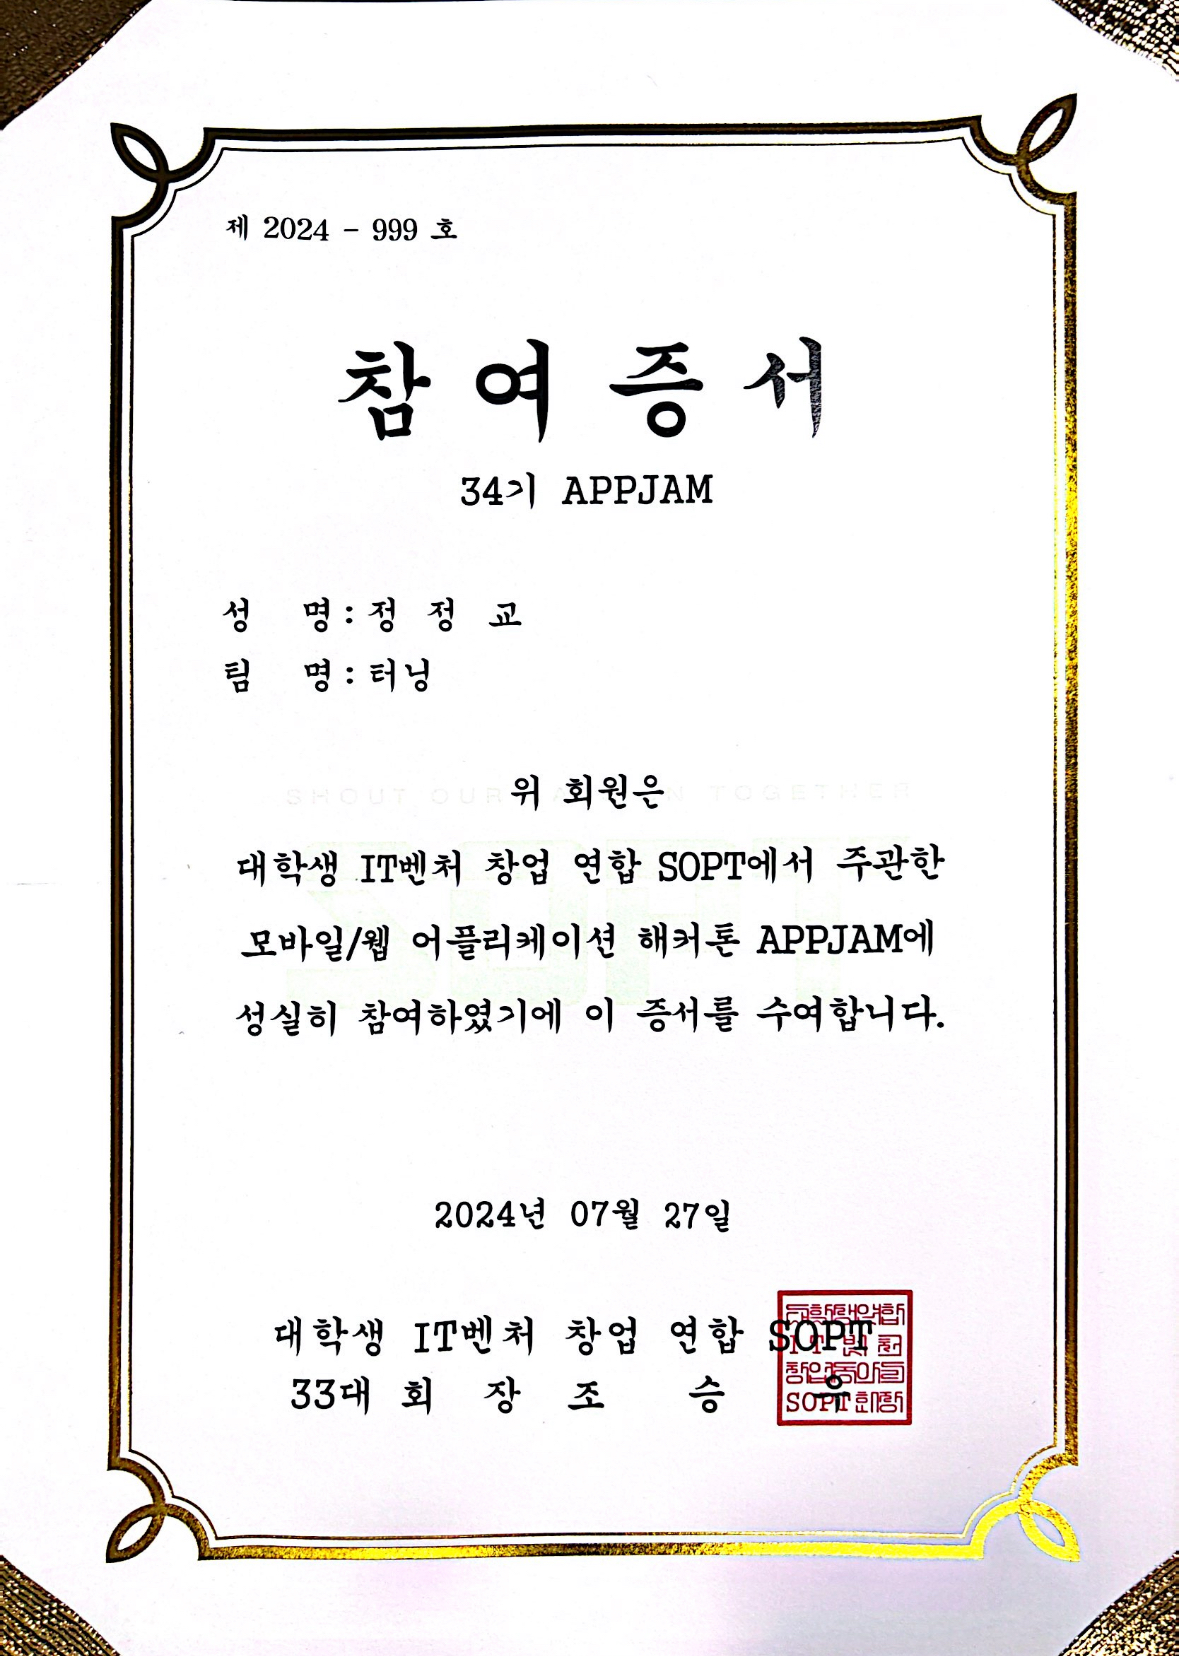 제 2024 - 999 호
참여증서
34기 APPJAM
성 명:정 정 교
팀 명:터닝
SHOUT OUR PASSION TOGETHER
SOPT
위 회원은
대학생 IT벤처 창업 연합 SOPT에서 주관한
모바일/웹 어플리케이션 해커톤 APPJAM에
성실히 참여하였기에 이 증서를 수여합니다.
2024년 07월 27일
대학생 IT벤처 창업 연합 SOPT
33대 회 장 조 승 우